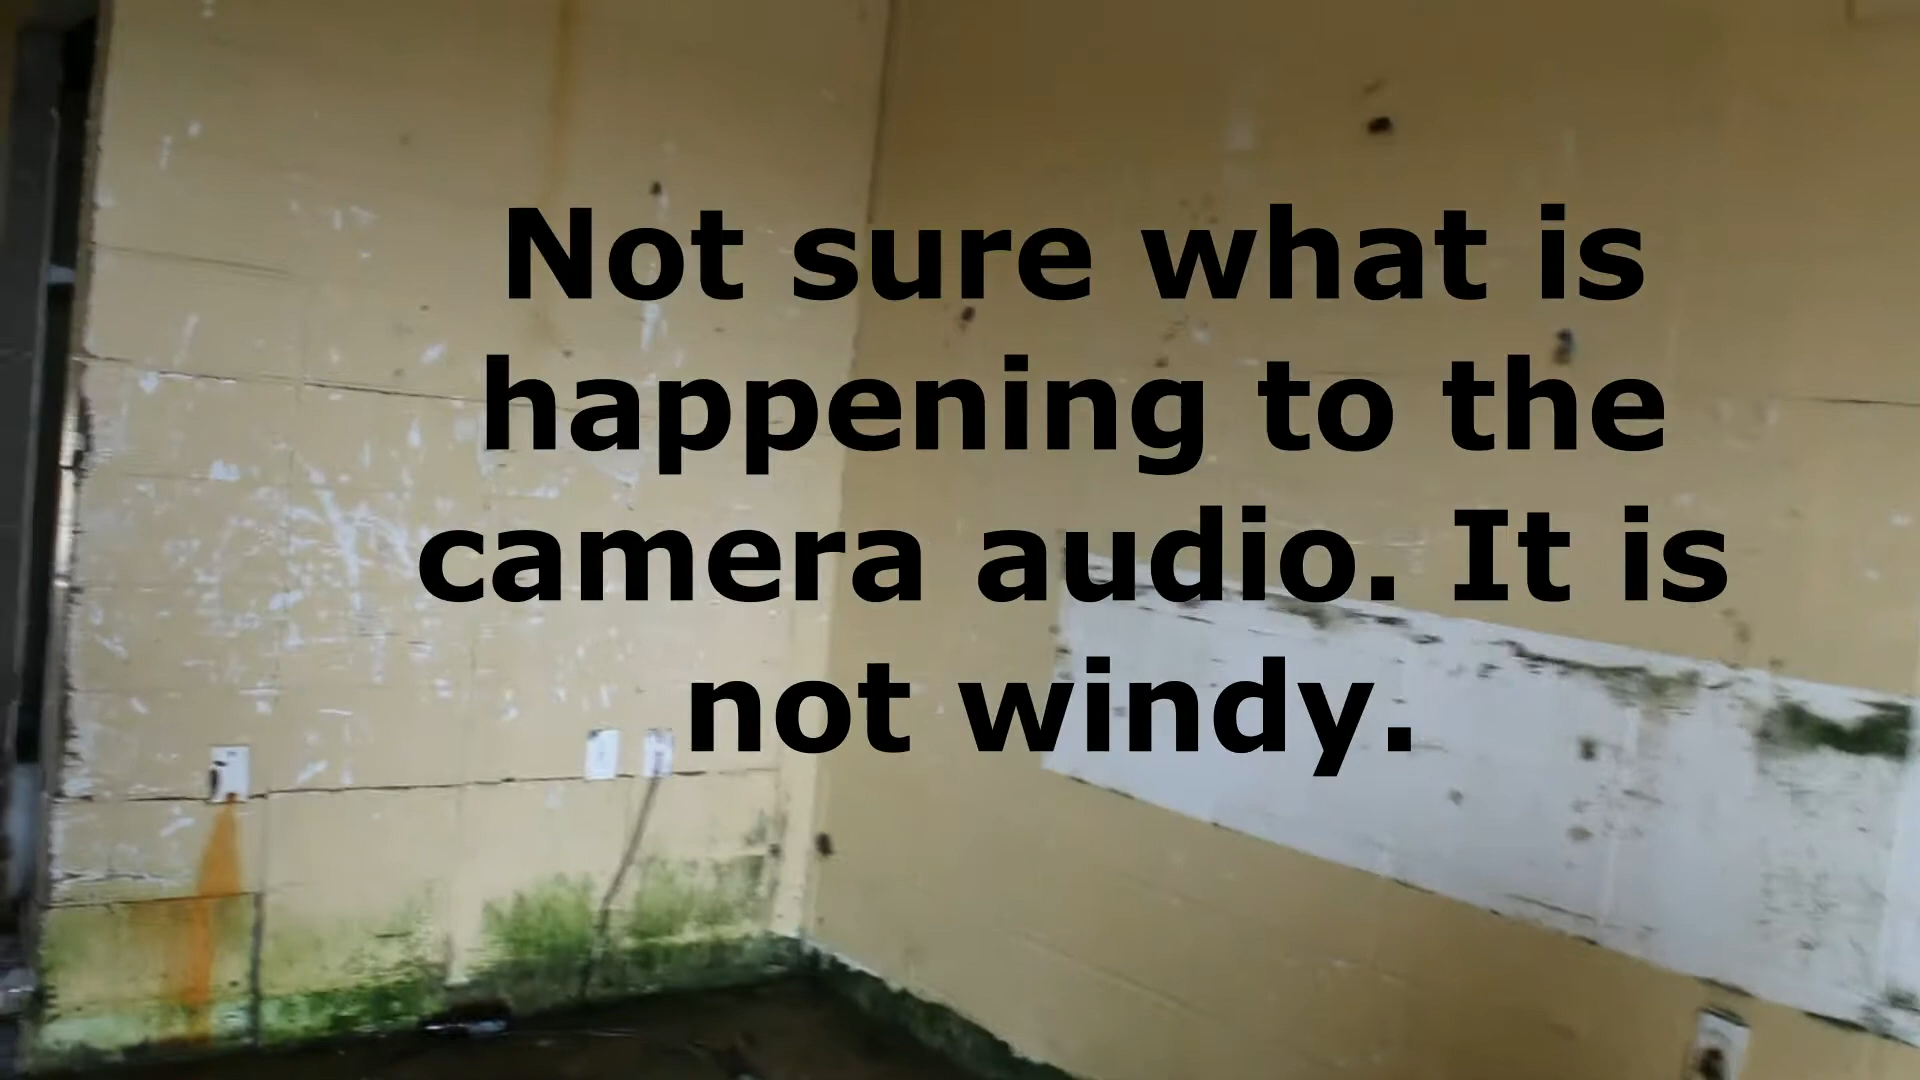 Not sure what is
happening to the
camera audio. It is
not windy.